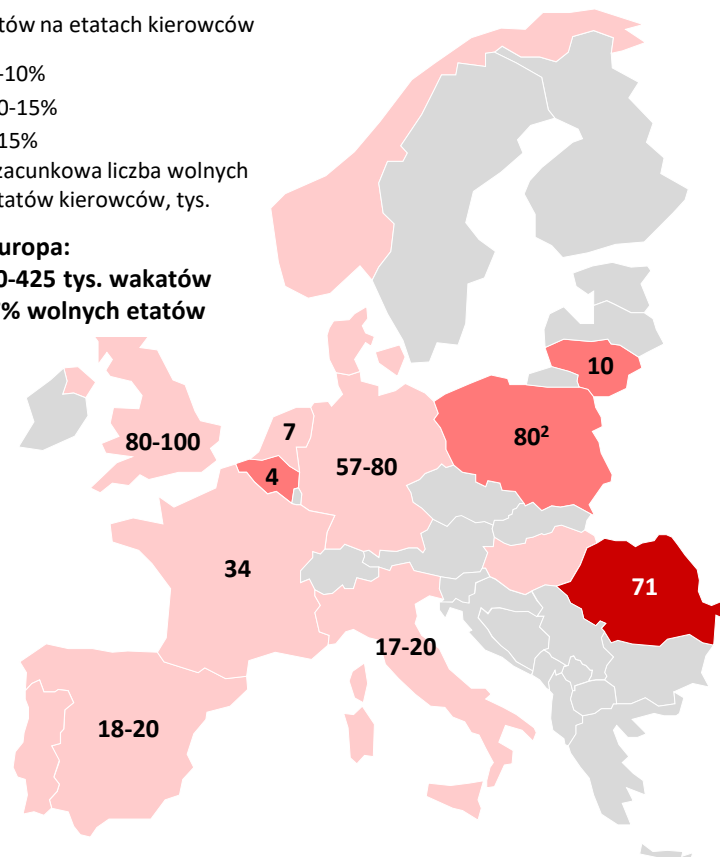 tów na etatach kierowców
-10%
0-15%
15%
zacunkowa liczba wolnych
tatów kierowców, tys.
uropa:
0-425 tys. wakatów
% wolnych etatów
10
80-100
7
80²
4
57-80
34
71
17-20
18-20